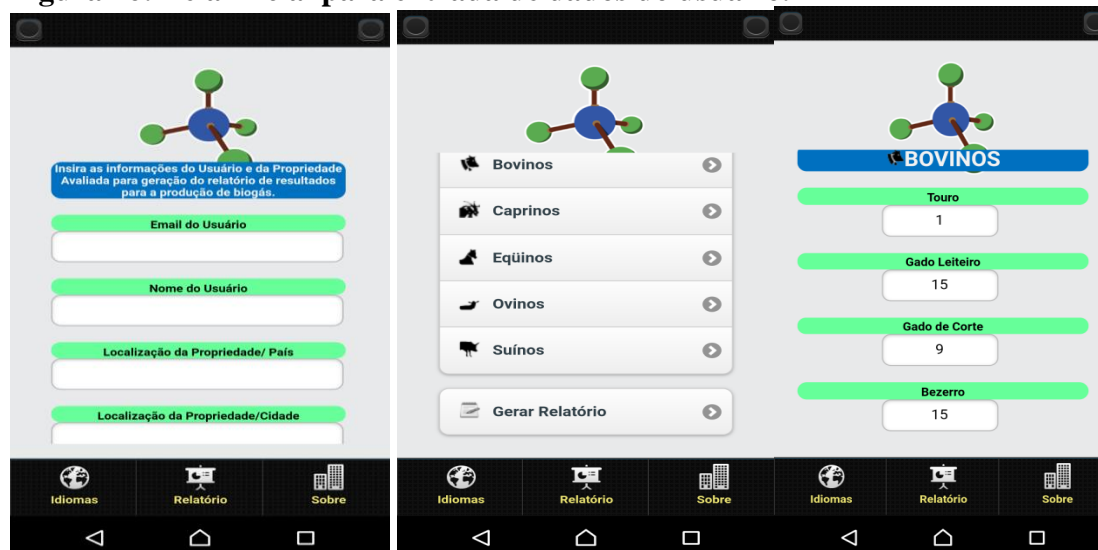 Insira as informações do Usuário e da Propriedade
Avaliada para geração do relatório de resultados
para a produção de biogás.
Email do Usuário
Nome do Usuário
Localização da Propriedade/ País
Localização da Propriedade/Cidade
Idiomas
Relatório
Sobre
Bovinos
Caprinos
Eqüinos
Ovinos
Suínos
Gerar Relatório
Idiomas
Relatório
Sobre
BOVINOS
Touro
1
Gado Leiteiro
15
Gado de Corte
9
Bezerro
15
Idiomas
Relatório
Sobre